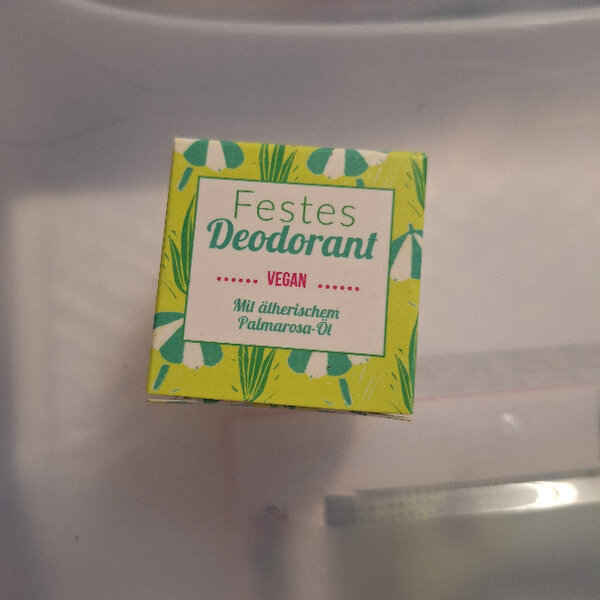 Festes
Deodorant
VEGAN
Mit ätherischem
Palmarosa-Öl